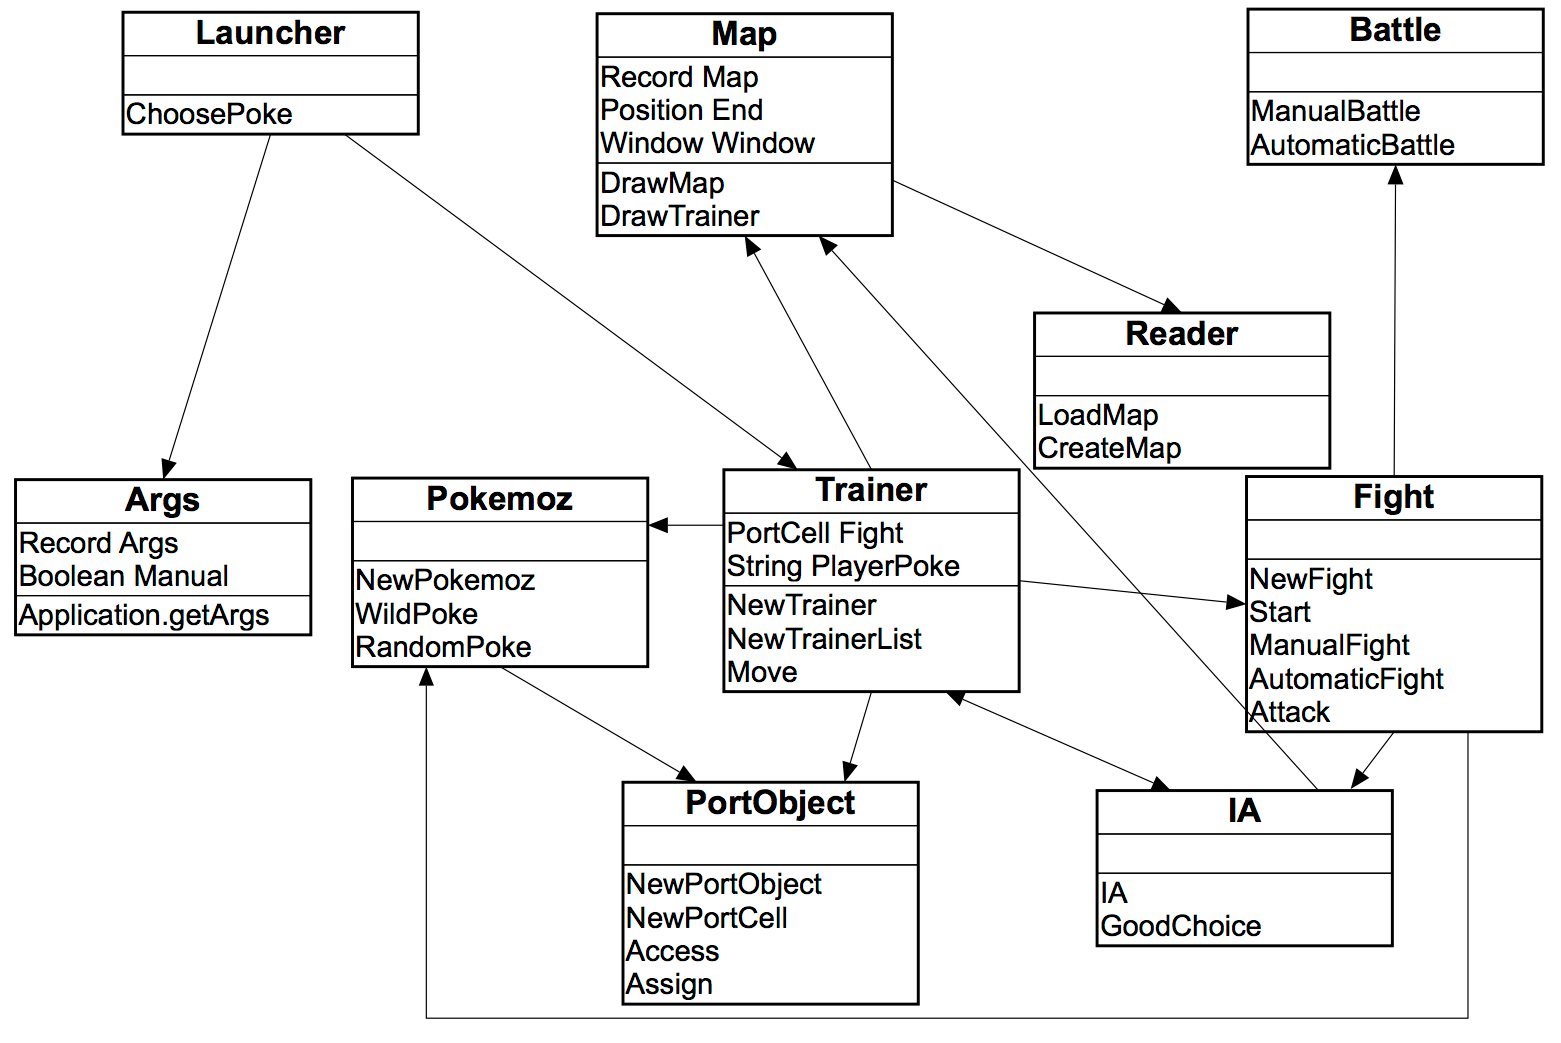 Launcher
ChoosePoke
Map
Record Map
Position End
Window Window
DrawMap
DrawTrainer
Battle
ManualBattle
AutomaticBattle
Reader
LoadMap
CreateMap
Args
Record Args
Boolean Manual
Application.getArgs
Pokemoz
NewPokemoz
WildPoke
RandomPoke
Trainer
PortCell Fight
String PlayerPoke
NewTrainer
NewTrainerList
Move
Fight
NewFight
Start
ManualFight
AutomaticFight
Attack
PortObject
NewPortObject
NewPortCell
Access
Assign
IA
IA
GoodChoice